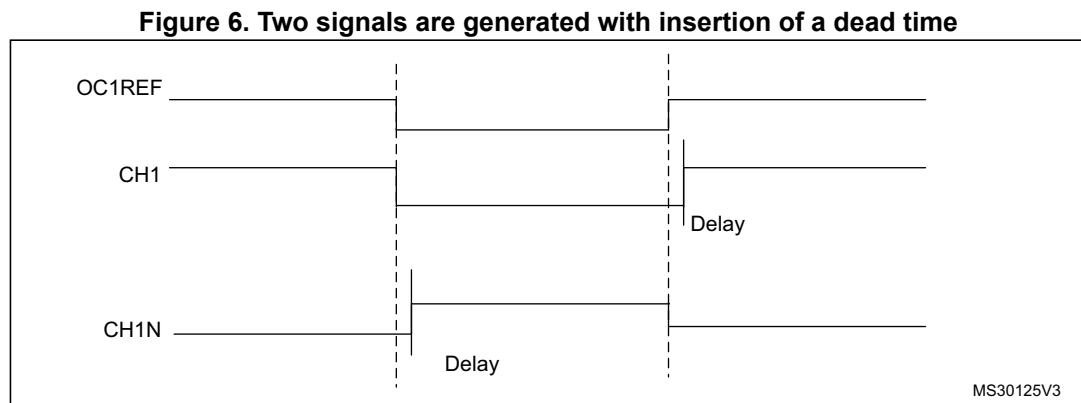 Figure 6. Two signals are generated with insertion of a dead time
OC1REF
CH1
Delay
CH1N
Delay
MS30125V3